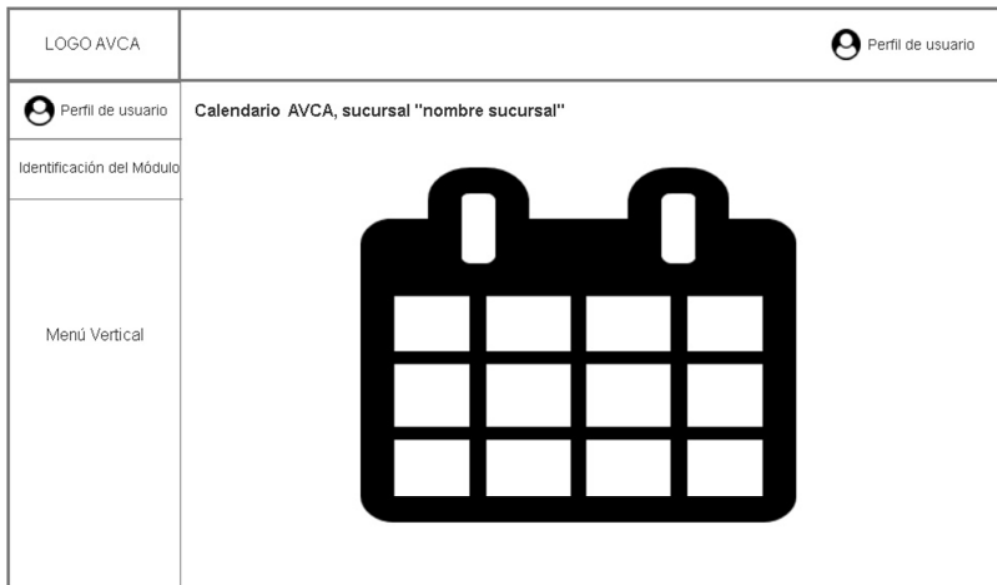 LOGO AVCA
Perfil de usuario
Perfil de usuario
Calendario AVCA, sucursal "nombre sucursal"
Identificación del Módulo
Menú Vertical